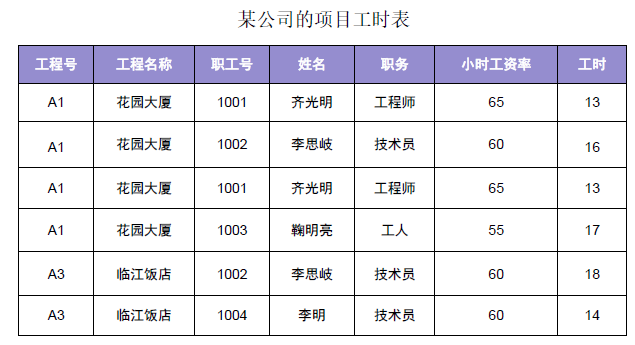 某公司的项目工时表
工程号 工程名称 职工号 姓名 职务 小时工资率 工时
A1 花园大厦 1001 齐光明 工程师 65 13
A1 花园大厦 1002 李思岐 技术员 60 16
A1 花园大厦 1001 齐光明 工程师 65 13
A1 花园大厦 1003 鞠明亮 工人 55 17
A3 临江饭店 1002 李思岐 技术员 60 18
A3 临江饭店 1004 李明 技术员 60 14